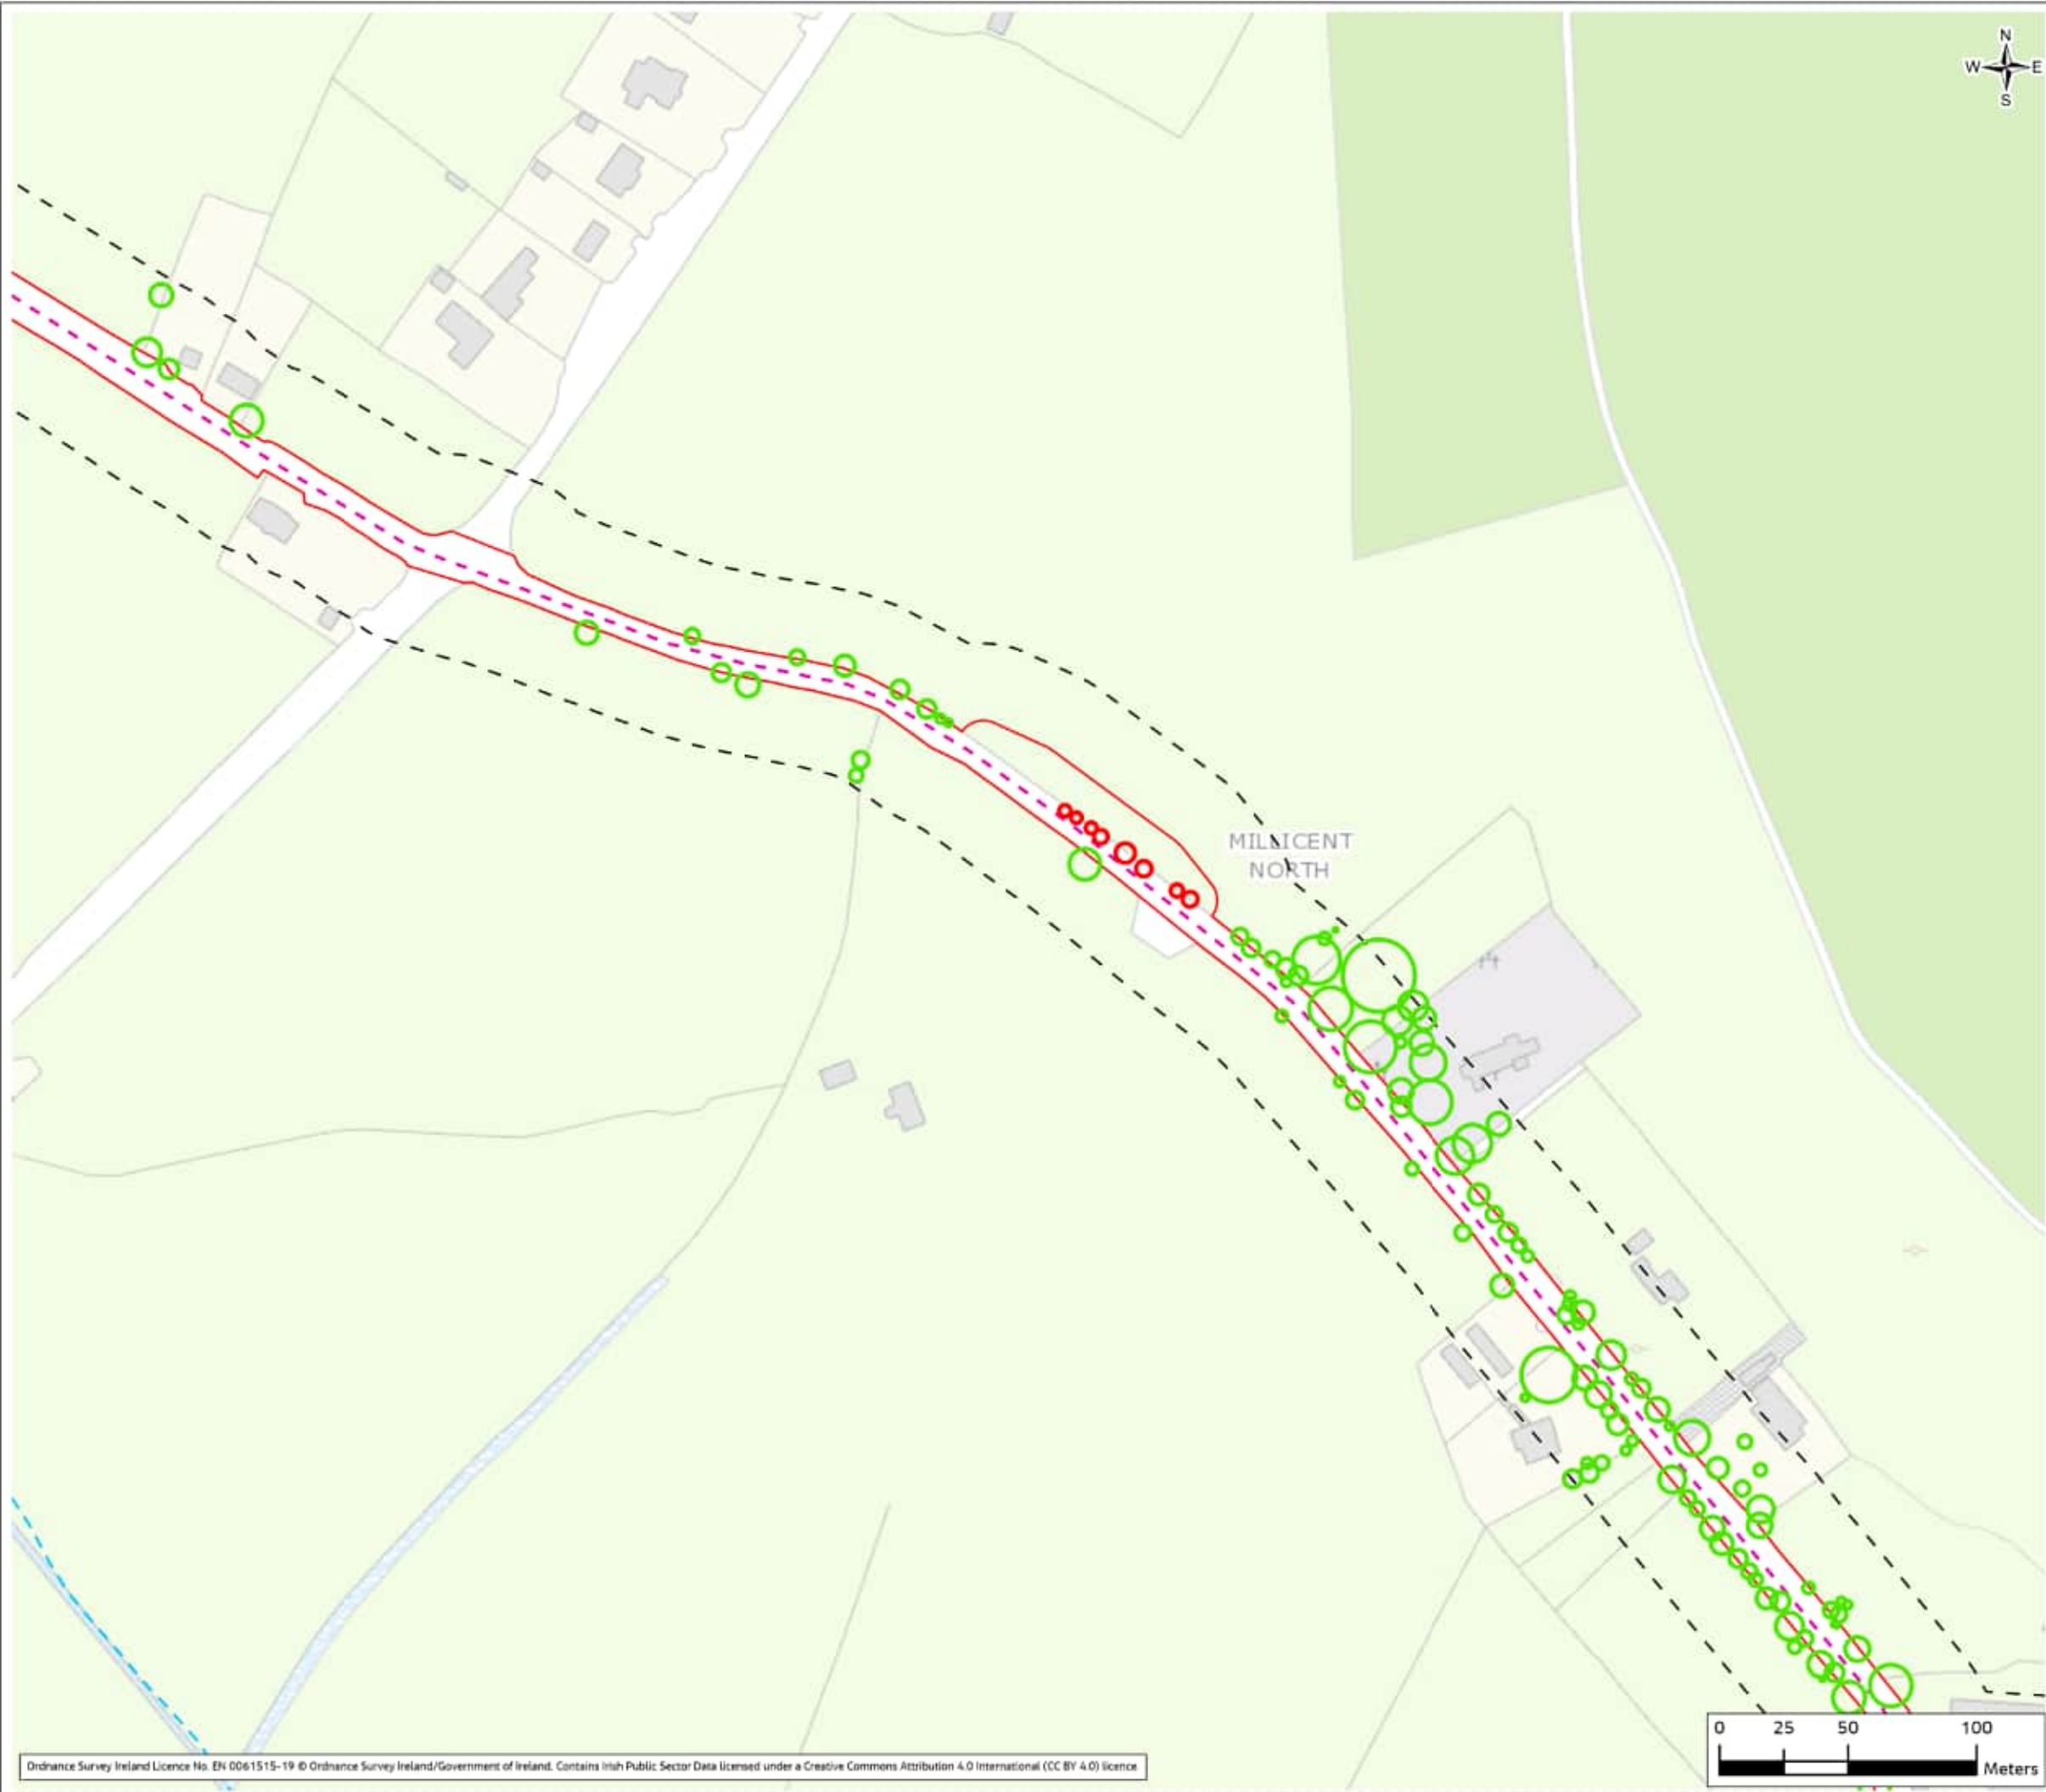 N
W E
S
MILLICENT
NORTH
0 25 50 100
Meters
Ordnance Survey Ireland Licence No. EN 0061515-19 © Ordnance Survey Ireland/Government of Ireland. Contains Irish Public Sector Data licensed under a Creative Commons Attribution 4.0 International (CC BY 4.0) licence